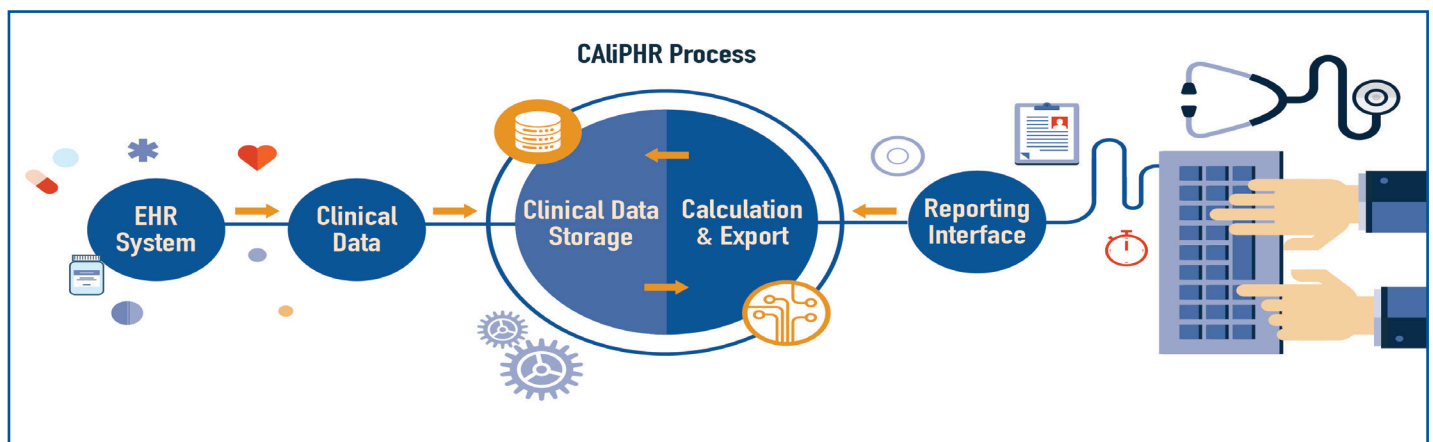 CAliPHR Process
EHR
System
Clinical
Data
Clinical Data
Storage
Calculation
& Export
Reporting
Interface